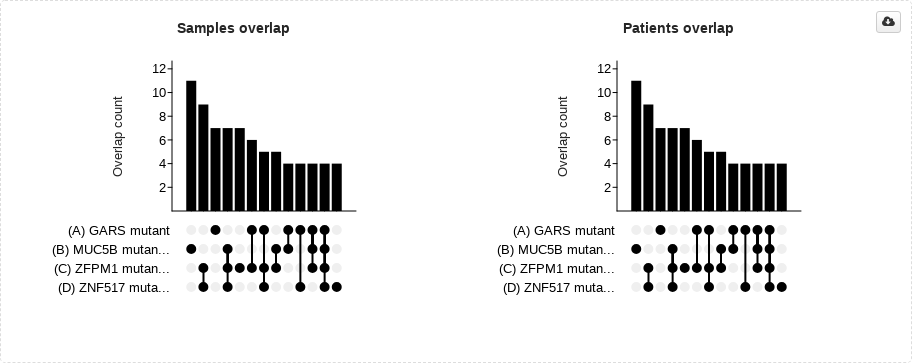 Samples overlap
Patients overlap
12
10
8
6
4
2
Overlap count
(A) GARS mutant
(B) MUC5B mutan...
(C) ZFPM1 mutan...
(D) ZNF517 muta...
12
10
8
6
4
2
Overlap count
(A) GARS mutant
(B) MUC5B mutan...
(C) ZFPM1 mutan...
(D) ZNF517 muta...